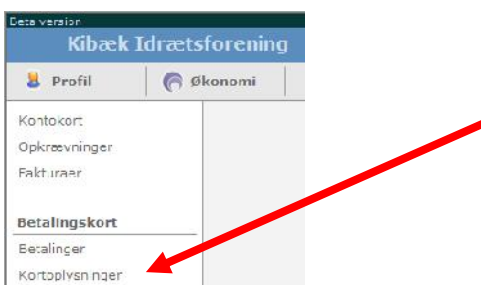 Beta version
Kibæk Idrætsforening
Profil
Økonomi
Kontokort
Opkrævninger
Fakturaer
Betalingskort
Betalinger
Kortoplysninger